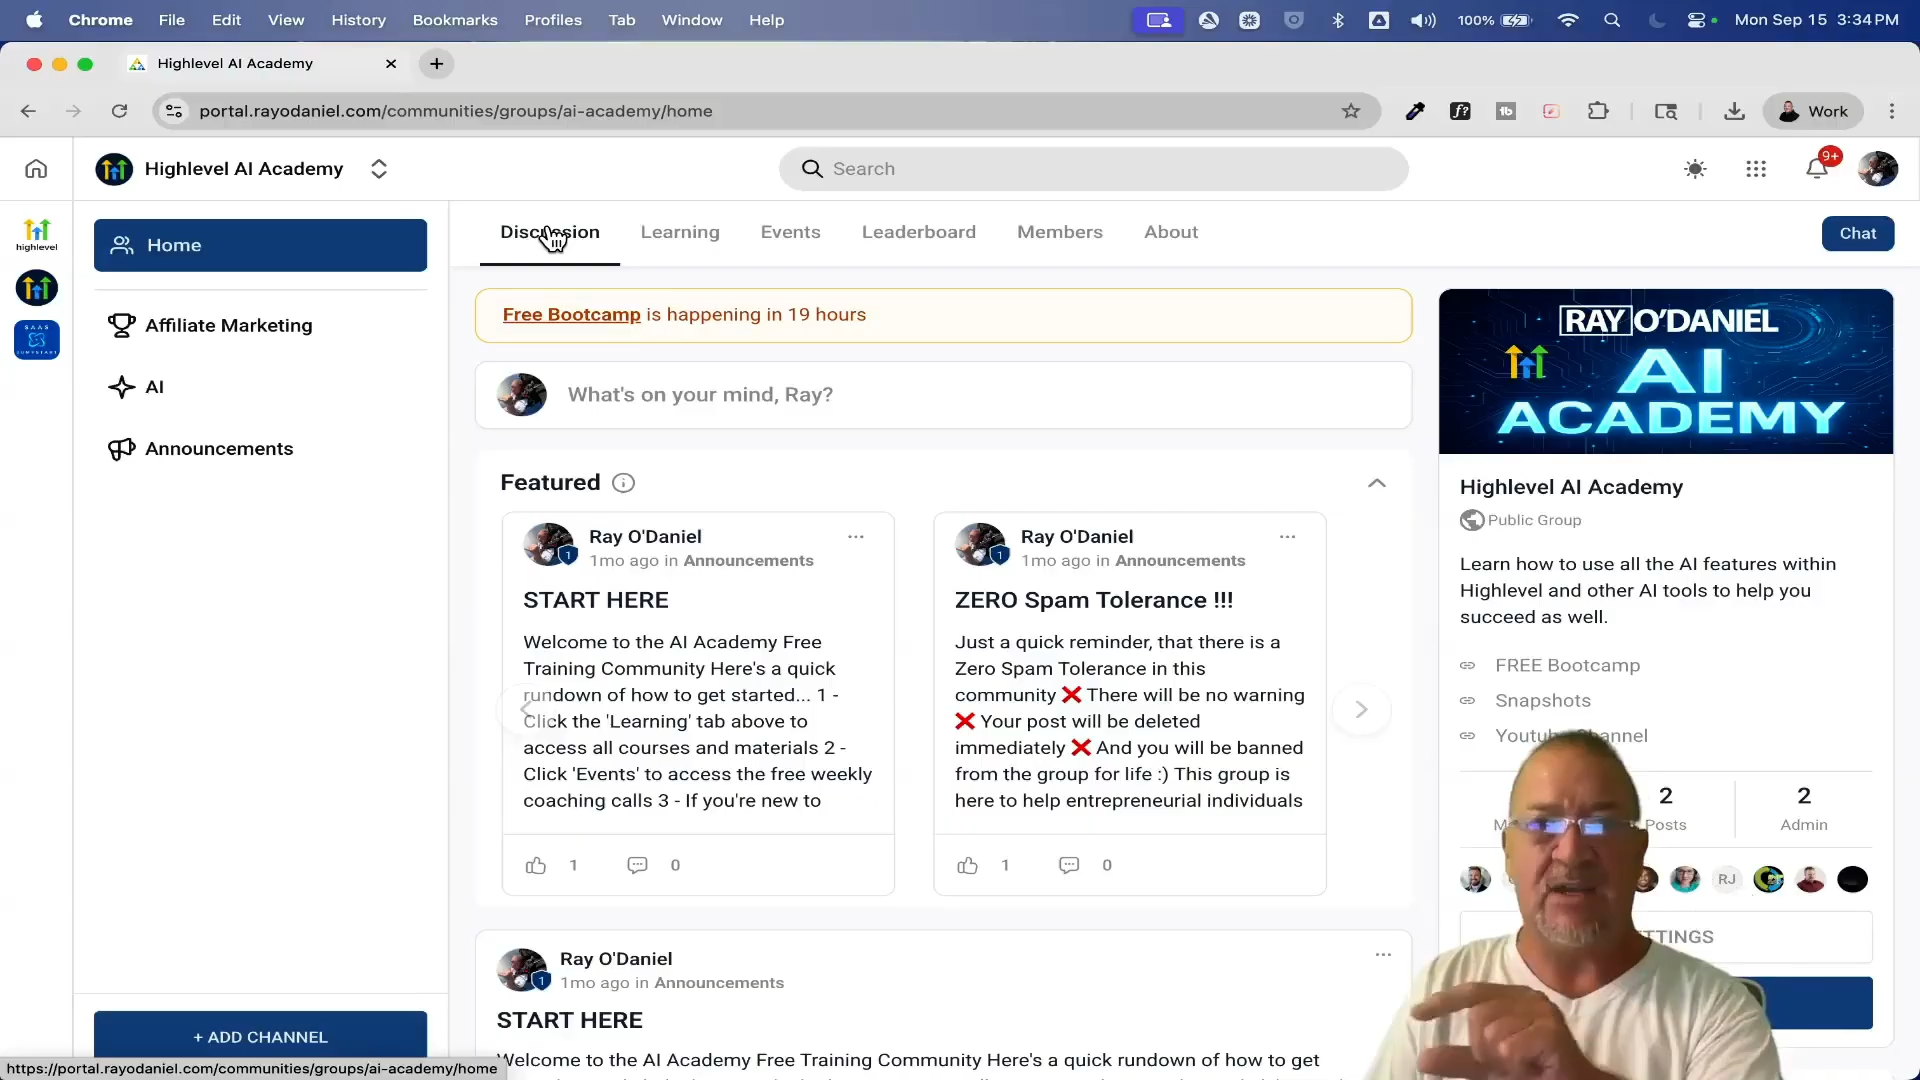 Chrome File Edit View History Bookmarks Profiles Tab Window Help 100% Mon Sep 15 3:34 PM
Highlevel AI Academy
portal.rayodaniel.com/communities/groups/ai-academy/home
f?
tb
Work
Highlevel AI Academy
Search
9+
highlevel
SAAS
JUMPSTART
Home
Affiliate Marketing
AI
Announcements
+ ADD CHANNEL
https://portal.rayodaniel.com/communities/groups/ai-academy/home
Discussion Learning Events Leaderboard Members About
Chat
Free Bootcamp is happening in 19 hours
What's on your mind, Ray?
Featured
Ray O'Daniel
1
1mo ago in Announcements
START HERE
Welcome to the AI Academy Free
Training Community Here's a quick
rundown of how to get started... 1 -
Click the 'Learning' tab above to
access all courses and materials 2 -
Click 'Events' to access the free weekly
coaching calls 3 - If you're new to
1 0
Ray O'Daniel
1
1mo ago in Announcements
ZERO Spam Tolerance !!!
Just a quick reminder, that there is a
Zero Spam Tolerance in this
community ❌ There will be no warning
❌ Your post will be deleted
immediately ❌ And you will be banned
from the group for life :) This group is
here to help entrepreneurial individuals
1 0
Ray O'Daniel
1
1mo ago in Announcements
START HERE
Welcome to the AI Academy Free Training Community Here's a quick rundown of how to get
RAY O'DANIEL
AI
ACADEMY
Highlevel AI Academy
Public Group
Learn how to use all the AI features within
Highlevel and other AI tools to help you
succeed as well.
FREE Bootcamp
Snapshots
Youtube Channel
2 2
Posts Admin
RJ